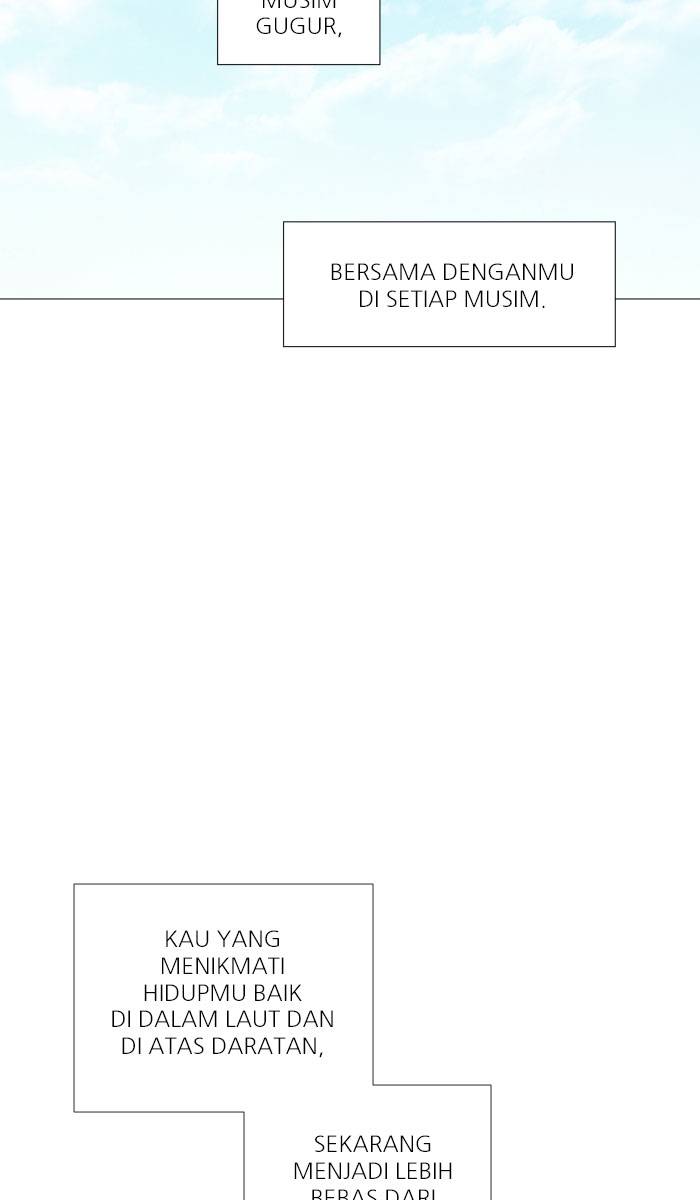 MUSIM
GUGUR,
BERSAMA DENGANMU
DI SETIAP MUSIM.
KAU YANG
MENIKMATI
HIDUPMU BAIK
DI DALAM LAUT DAN
DI ATAS DARATAN,
SEKARANG
MENJADI LEBIH
BEBAS DARI